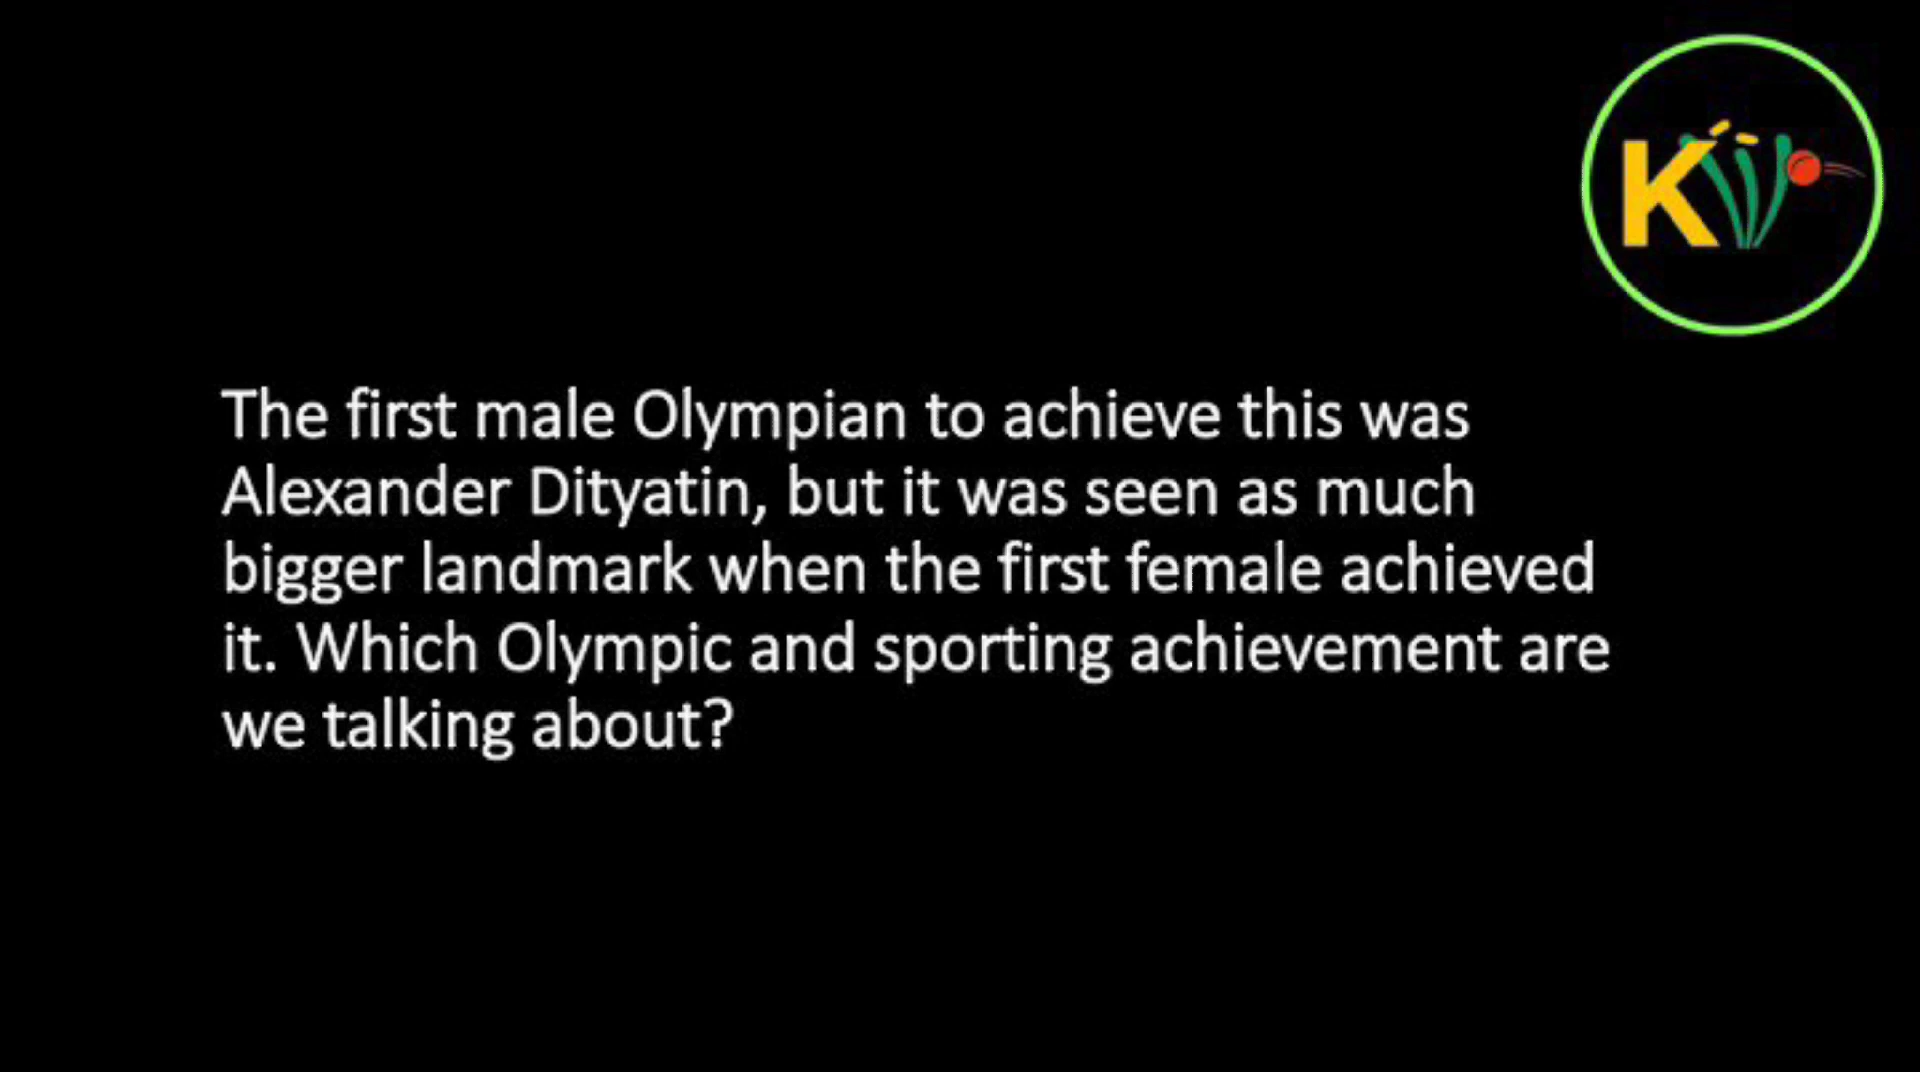 K
The first male Olympian to achieve this was
Alexander Dityatin, but it was seen as much
bigger landmark when the first female achieved
it. Which Olympic and sporting achievement are
we talking about?